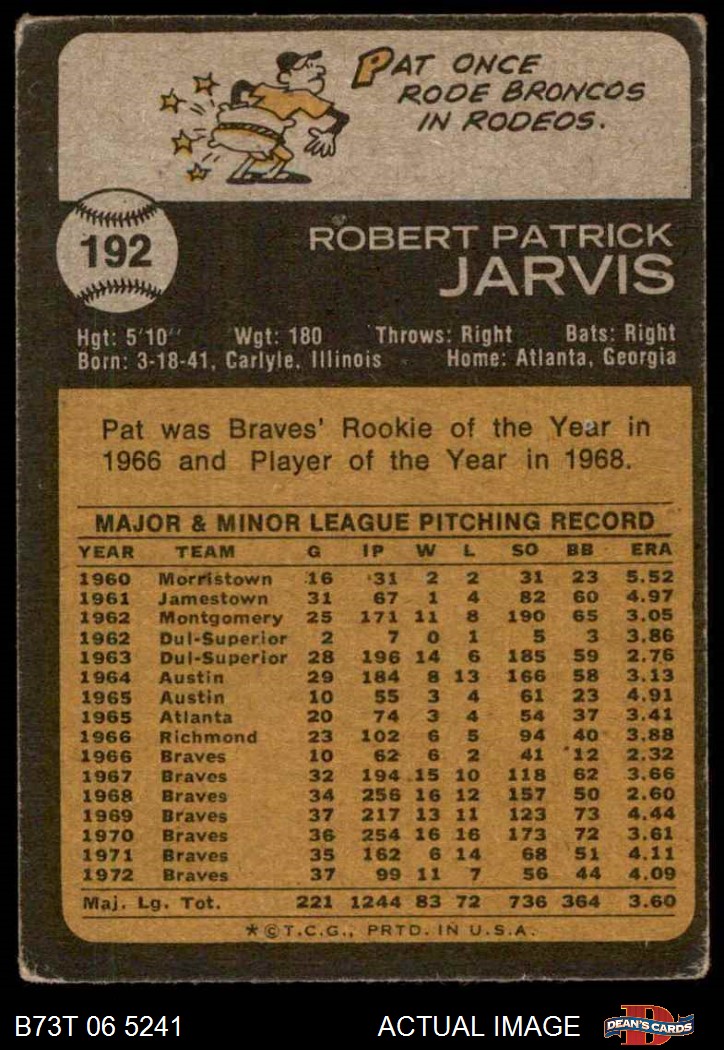 PAT ONCE
RODE BRONCOS
IN RODEOS.
192
ROBERT PATRICK
JARVIS
Hgt: 5'10" Wgt: 180 Throws: Right Bats: Right
Born: 3-18-41, Carlyle, Illinois Home: Atlanta, Georgia
Pat was Braves' Rookie of the Year in
1966 and Player of the Year in 1968.
MAJOR & MINOR LEAGUE PITCHING RECORD
YEAR TEAM G IP W L SO BB ERA
1960 Morristown 16 31 2 2 31 23 5.52
1961 Jamestown 31 67 1 4 82 60 4.97
1962 Montgomery 25 171 11 8 190 65 3.05
1962 Dul-Superior 2 7 0 1 5 3 3.86
1963 Dul-Superior 28 196 14 6 185 59 2.76
1964 Austin 29 184 8 13 166 58 3.13
1965 Austin 10 55 3 4 61 23 4.91
1965 Atlanta 20 74 3 4 54 37 3.41
1966 Richmond 23 102 6 5 94 40 3.88
1966 Braves 10 62 6 2 41 12 2.32
1967 Braves 32 194 15 10 118 62 3.66
1968 Braves 34 256 16 12 157 50 2.60
1969 Braves 37 217 13 11 123 73 4.44
1970 Braves 36 254 16 16 173 72 3.61
1971 Braves 35 162 6 14 68 51 4.11
1972 Braves 37 99 11 7 56 44 4.09
Maj. Lg. Tot. 221 1244 83 72 736 364 3.60
*©T.C.G., PRTD. IN U.S.A.
B73T 06 5241 ACTUAL IMAGE D DEAN'S CARDS